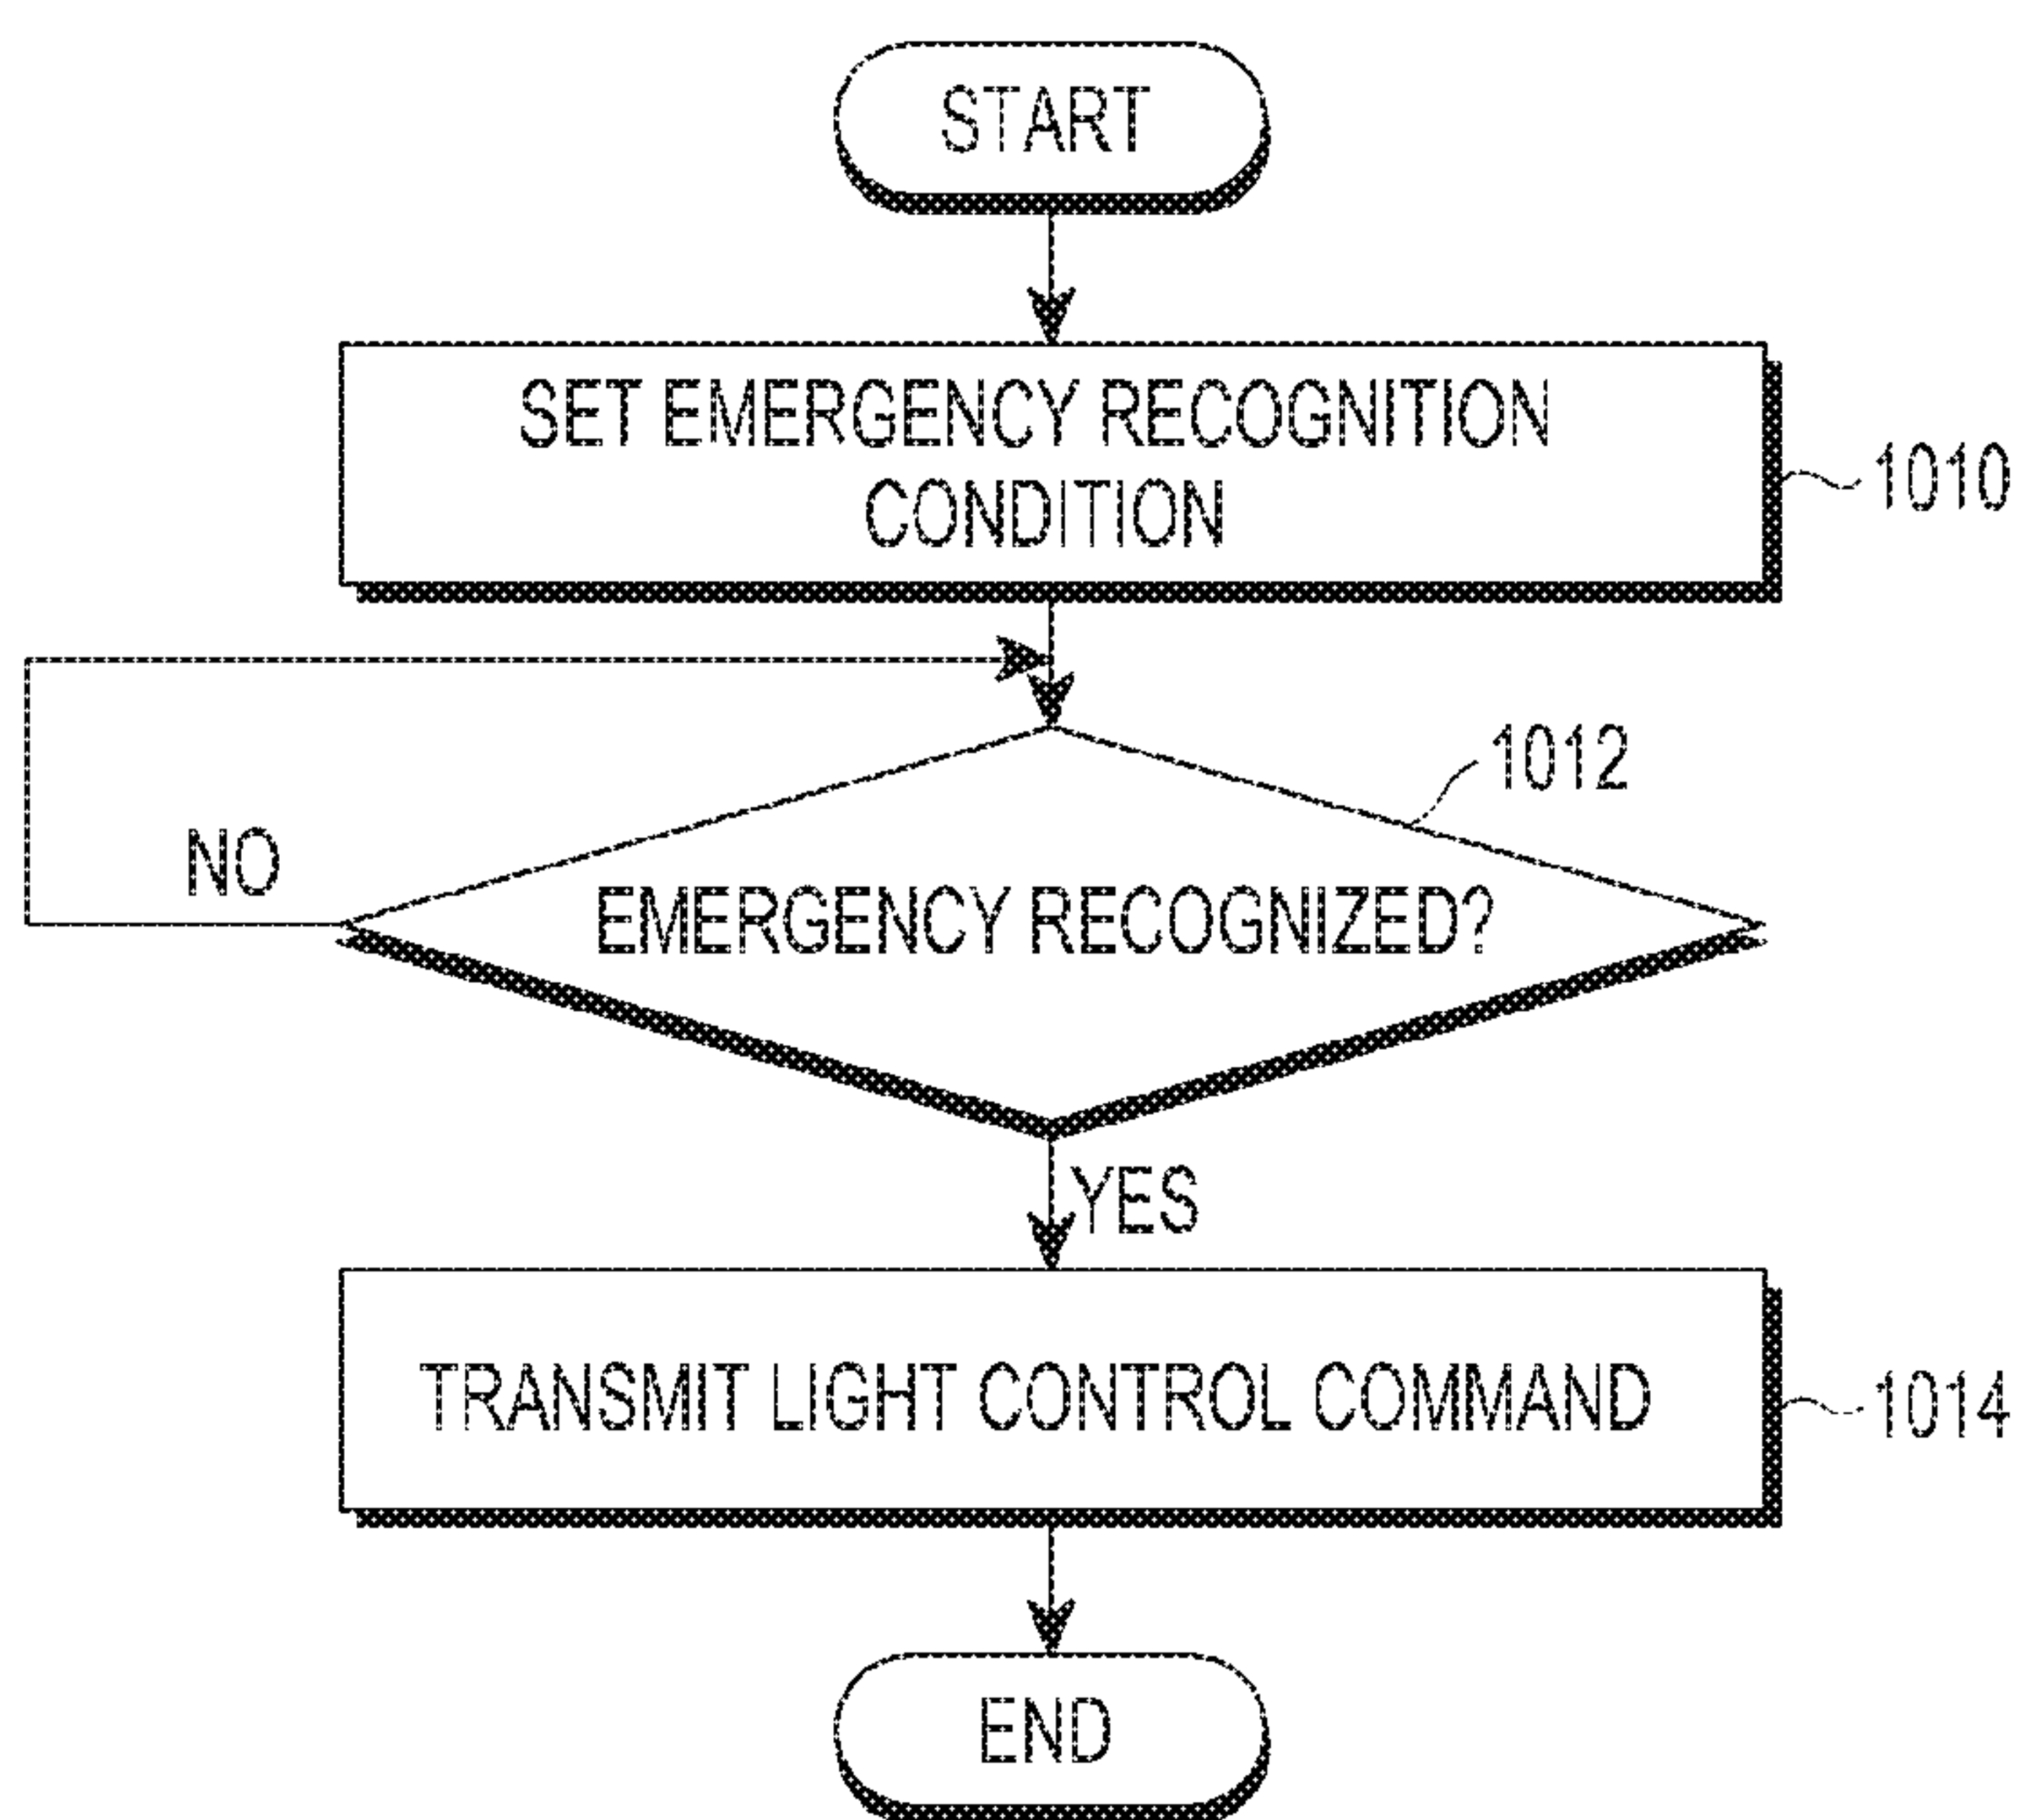 START
SET EMERGENCY RECOGNITION
CONDITION
1010
1012
NO
EMERGENCY RECOGNIZED?
YES
TRANSMIT LIGHT CONTROL COMMAND
1014
END